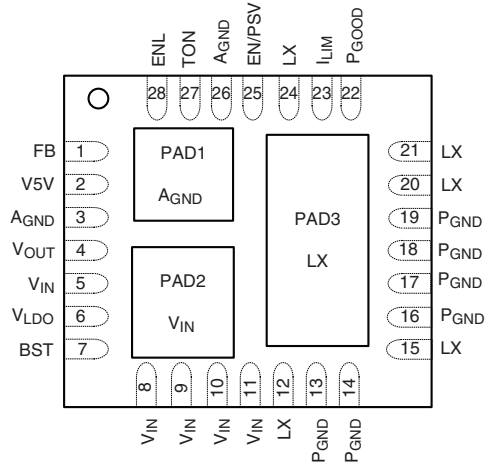 ENL
TON
AGND
EN/PSV
LX
ILIM
PGOOD
28
27
26
25
24
23
22
FB 1
V5V 2
AGND 3
VOUT 4
VIN 5
VLDO 6
BST 7
PAD1
AGND
PAD2
VIN
PAD3
LX
21 LX
20 LX
19 PGND
18 PGND
17 PGND
16 PGND
15 LX
8
9
10
11
12
13
14
VIN
VIN
VIN
VIN
LX
PGND
PGND